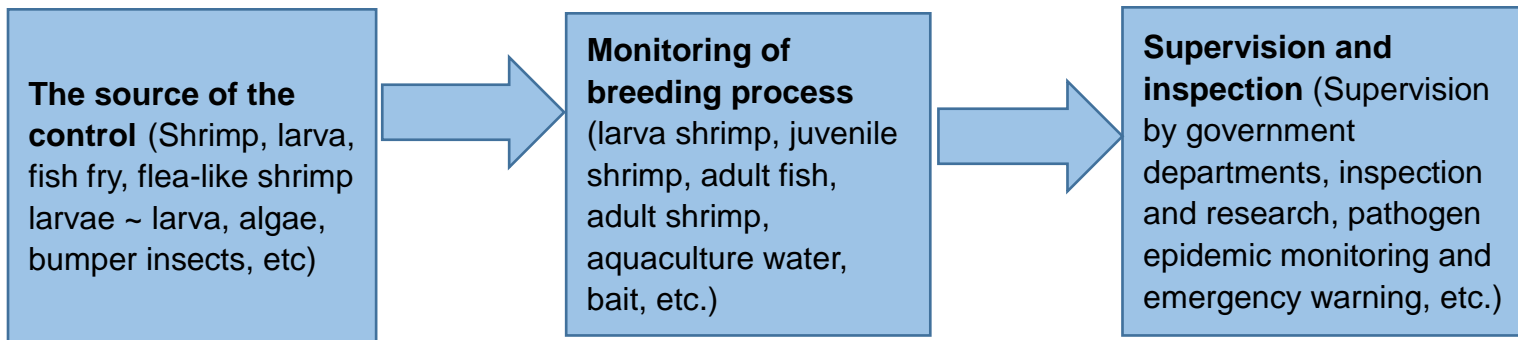 The source of the
control (Shrimp, larva,
fish fry, flea-like shrimp
larvae ~ larva, algae,
bumper insects, etc)
Monitoring of
breeding process
(larva shrimp, juvenile
shrimp, adult fish,
adult shrimp,
aquaculture water,
bait, etc.)
Supervision and
inspection (Supervision
by government
departments, inspection
and research, pathogen
epidemic monitoring and
emergency warning, etc.)